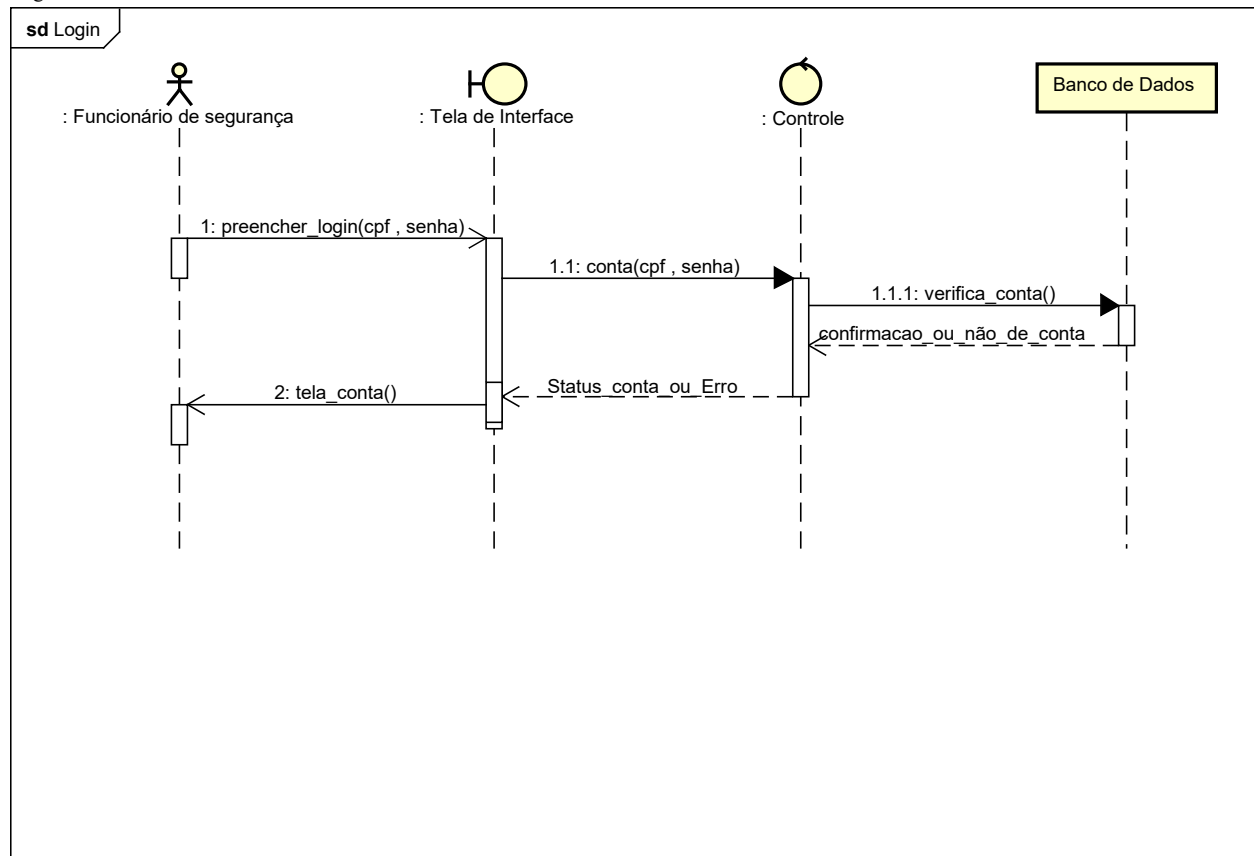 sd Login
: Funcionário de segurança
: Tela de Interface
: Controle
Banco de Dados
1: preencher_login(cpf , senha)
1.1: conta(cpf , senha)
1.1.1: verifica_conta()
confirmacao_ou_não_de_conta
Status_conta_ou_Erro
2: tela_conta()